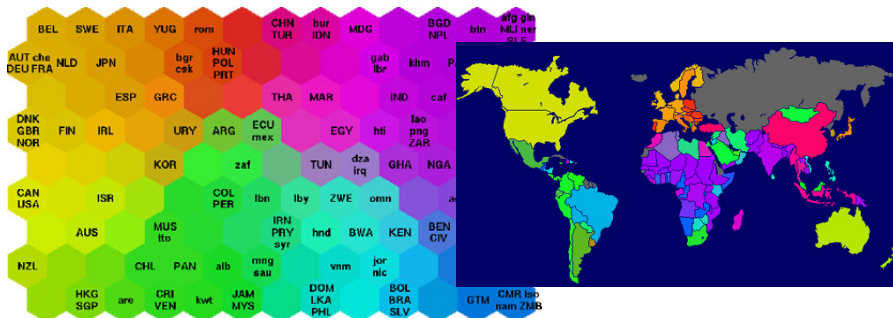 BEL SWE ITA YUG rom CHN bur MDG BGD afg gin
TUR IDN NPL btn MLI ner
SLE
AUT che NLD JPN bgr HUN gab khm
DEU FRA csk POL lbr
PRT
ESP GRC THA MAR IND caf
DNK FIN IRL URY ARG ECU EGY hti lao
GBR mex png
NOR ZAR
KOR zaf TUN dza GHA NGA
irq
CAN ISR COL lbn lby ZWE omn
USA PER
AUS MUS IRN hnd BWA KEN BEN
tto PRY CIV
syr
NZL CHL PAN alb mng vnm jor
sau nic
HKG are CRI kwt JAM DOM BOL GTM CMR lso
SGP VEN MYS LKA BRA nam ZMB
PHL SLV